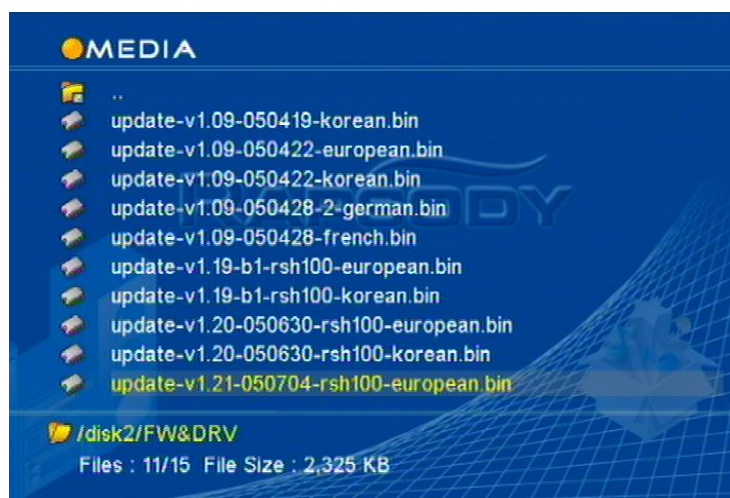 MEDIA
..
update-v1.09-050419-korean.bin
update-v1.09-050422-european.bin
update-v1.09-050422-korean.bin
update-v1.09-050428-2-german.bin
update-v1.09-050428-french.bin
update-v1.19-b1-rsh100-european.bin
update-v1.19-b1-rsh100-korean.bin
update-v1.20-050630-rsh100-european.bin
update-v1.20-050630-rsh100-korean.bin
update-v1.21-050704-rsh100-european.bin
RAPSODY
/disk2/FW&DRV
Files : 11/15 File Size : 2,325 KB